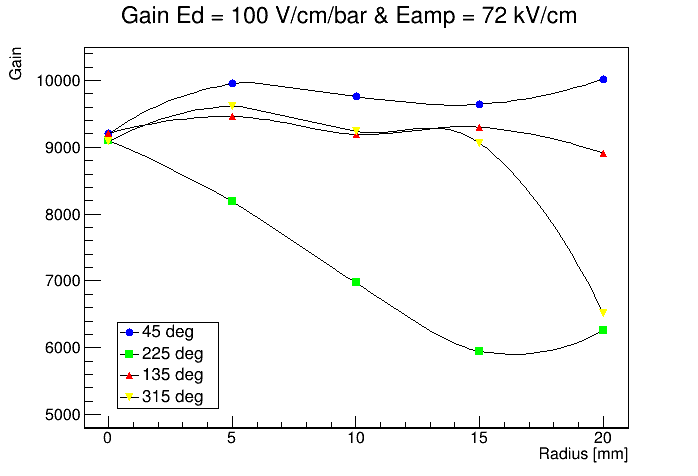 Gain Ed = 100 V/cm/bar & Eamp = 72 kV/cm
Gain
10000
9000
8000
7000
6000
5000
45 deg
225 deg
135 deg
315 deg
0 5 10 15 20
Radius [mm]